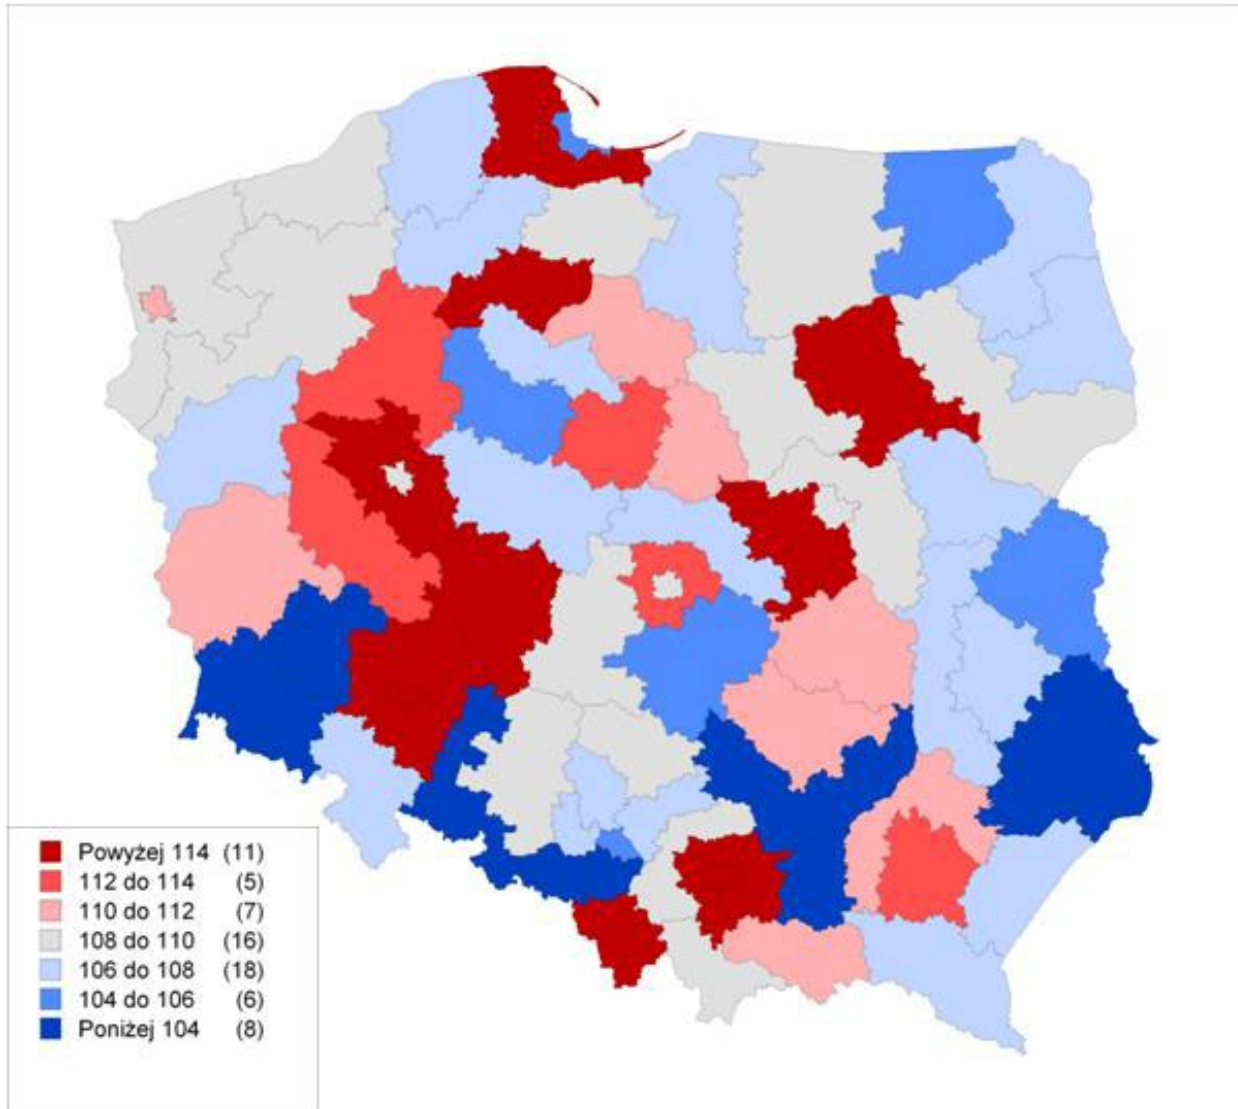 Powyżej 114 (11)
112 do 114 (5)
110 do 112 (7)
108 do 110 (16)
106 do 108 (18)
104 do 106 (6)
Poniżej 104 (8)